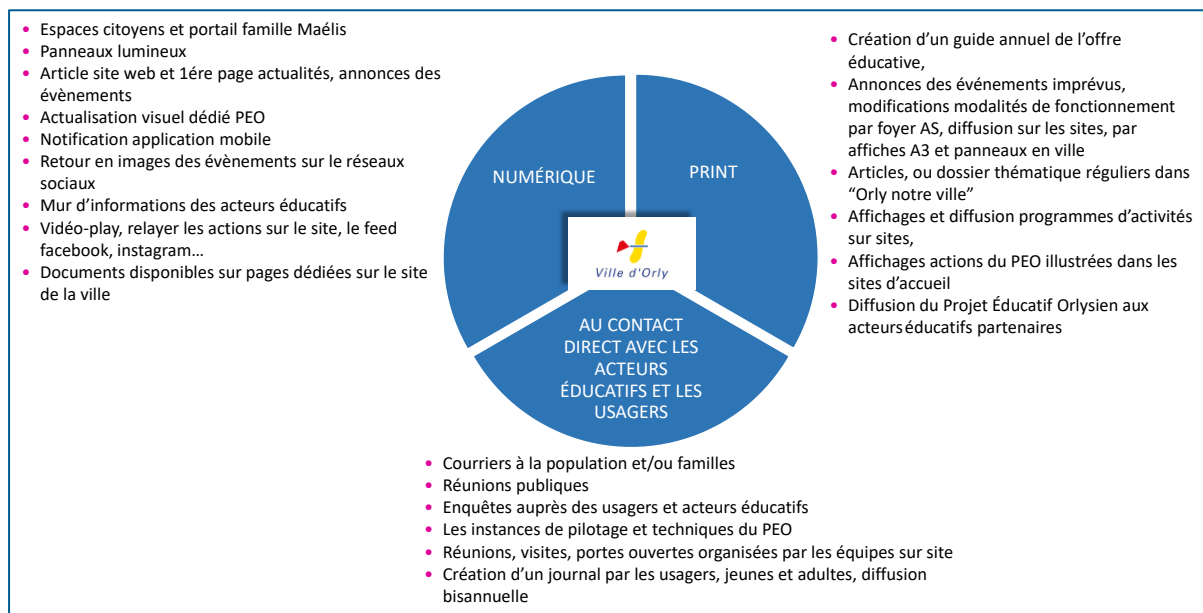 • Espaces citoyens et portail famille Maélis
• Panneaux lumineux
• Article site web et 1ére page actualités, annonces des
évènements
• Actualisation visuel dédié PEO
• Notification application mobile
• Retour en images des évènements sur le réseaux
sociaux
• Mur d'informations des acteurs éducatifs
• Vidéo-play, relayer les actions sur le site, le feed
facebook, instagram…
• Documents disponibles sur pages dédiées sur le site
de la ville
NUMÉRIQUE
PRINT
Ville d'Orly
AU CONTACT
DIRECT AVEC LES
ACTEURS
ÉDUCATIFS ET LES
USAGERS
• Création d'un guide annuel de l'offre
éducative,
• Annonces des événements imprévus,
modifications modalités de fonctionnement
par foyer AS, diffusion sur les sites, par
affiches A3 et panneaux en ville
• Articles, ou dossier thématique réguliers dans
“Orly notre ville”
• Affichages et diffusion programmes d'activités
sur sites,
• Affichages actions du PEO illustrées dans les
sites d'accueil
• Diffusion du Projet Éducatif Orlysien aux
acteurs éducatifs partenaires
• Courriers à la population et/ou familles
• Réunions publiques
• Enquêtes auprès des usagers et acteurs éducatifs
• Les instances de pilotage et techniques du PEO
• Réunions, visites, portes ouvertes organisées par les équipes sur site
• Création d'un journal par les usagers, jeunes et adultes, diffusion
bisannuelle